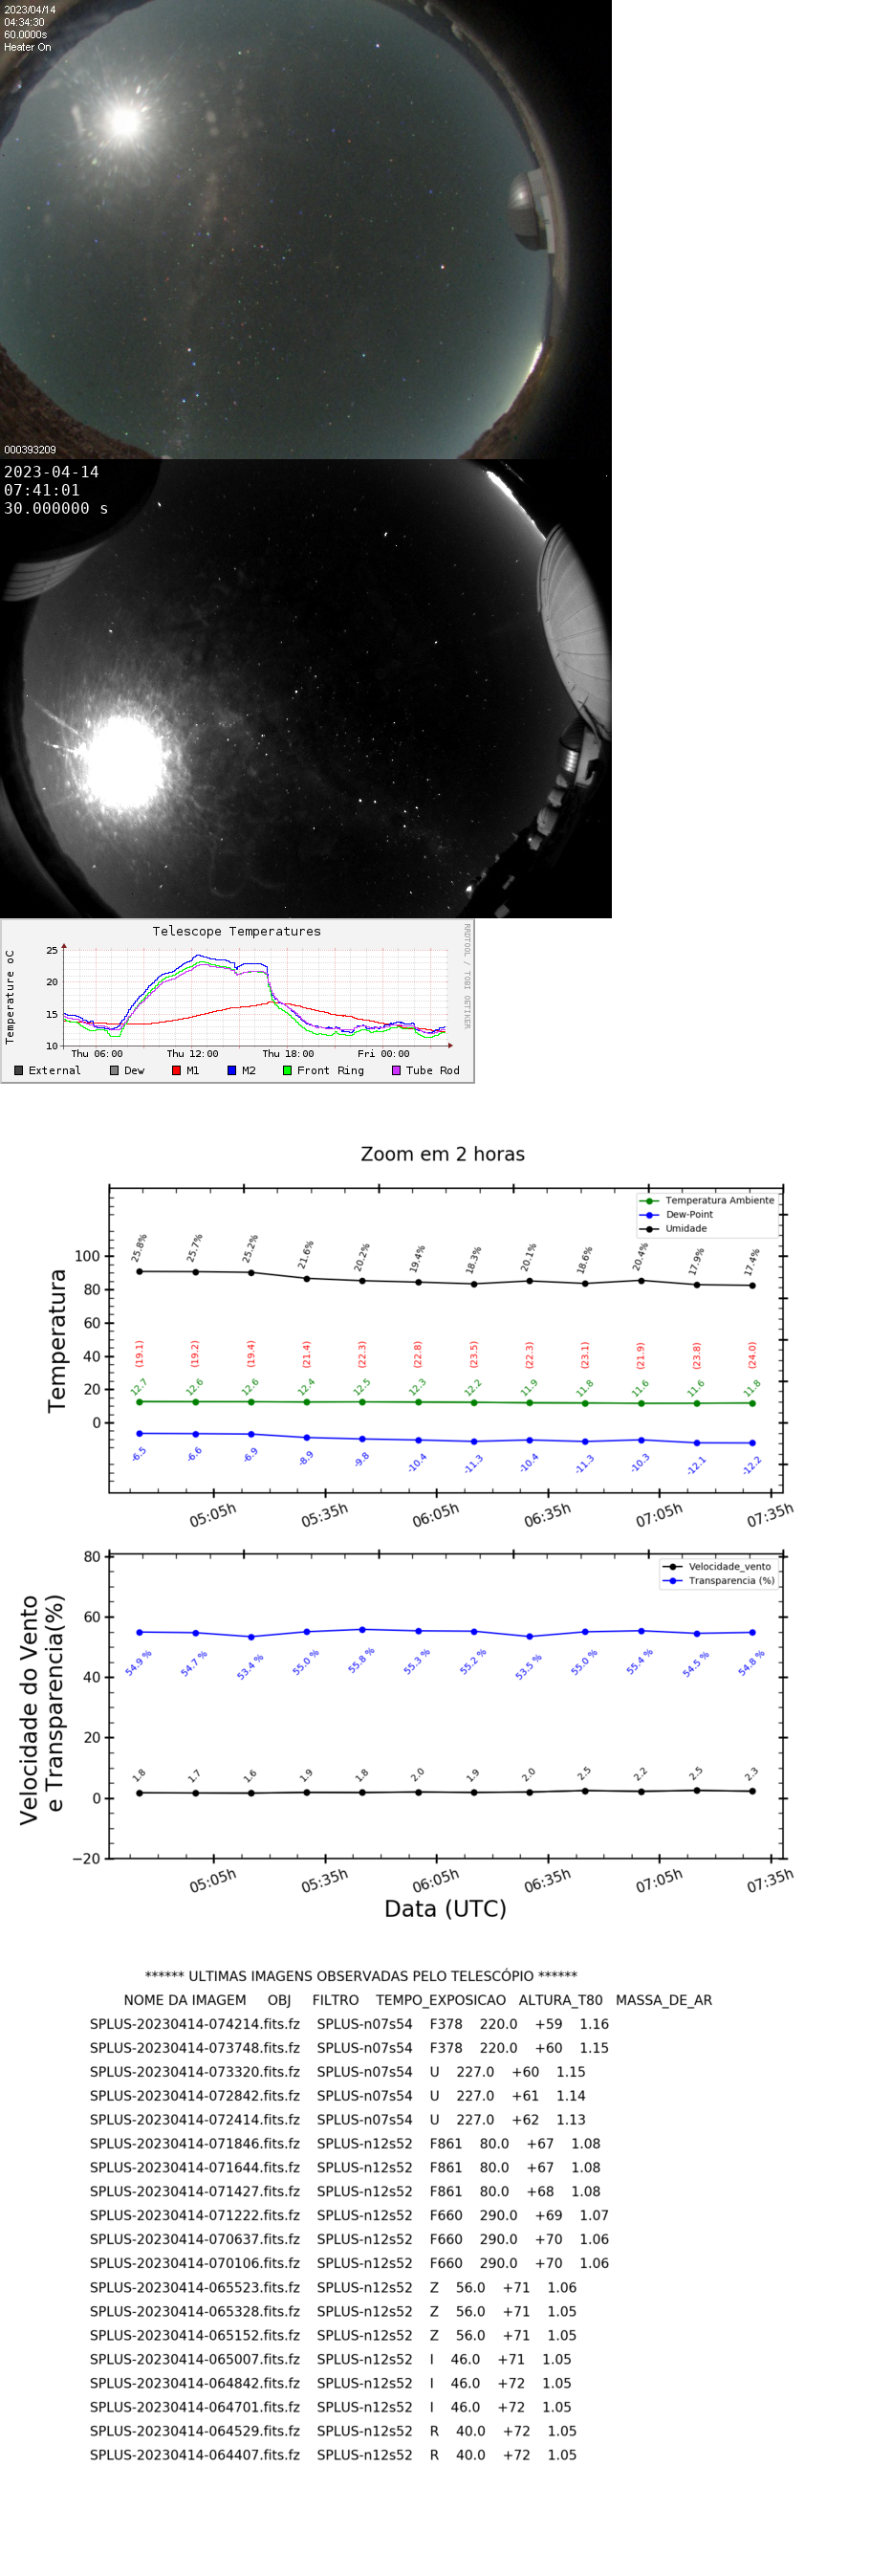 2023/04/14
04:34:30
60.0000s
Heater On
000393209
2023-04-14
07:41:01
30.000000 s
Telescope Temperatures
Temperature oC
25
20
15
10
Thu 06:00 Thu 12:00 Thu 18:00 Fri 00:00
External Dew M1 M2 Front Ring Tube Rod
RRDTOOL / TOBI OETIKER
Zoom em 2 horas
Temperatura
Temperatura Ambiente
Dew-Point
Umidade
100
80
60
40
20
0
25.8% 25.7% 25.2% 21.6% 20.2% 19.4% 18.3% 20.1% 18.6% 20.4% 17.9% 17.4%
(19.1) (19.2) (19.4) (21.4) (22.3) (22.8) (23.5) (22.3) (23.1) (21.9) (23.8) (24.0)
12.7 12.6 12.6 12.4 12.5 12.3 12.2 11.9 11.8 11.6 11.6 11.8
-6.5 -6.6 -6.9 -8.9 -9.8 -10.4 -11.3 -10.4 -11.3 -10.3 -12.1 -12.2
05:05h 05:35h 06:05h 06:35h 07:05h 07:35h
Velocidade do Vento
e Transparencia(%)
Velocidade_vento
Transparencia (%)
80
60
40
20
0
−20
54.9 % 54.7 % 53.4 % 55.0 % 55.8 % 55.3 % 55.2 % 53.5 % 55.0 % 55.4 % 54.5 % 54.8 %
1.8 1.7 1.6 1.9 1.8 2.0 1.9 2.0 2.5 2.2 2.5 2.3
05:05h 05:35h 06:05h 06:35h 07:05h 07:35h
Data (UTC)
****** ULTIMAS IMAGENS OBSERVADAS PELO TELESCÓPIO ******
NOME DA IMAGEM OBJ FILTRO TEMPO_EXPOSICAO ALTURA_T80 MASSA_DE_AR
SPLUS-20230414-074214.fits.fz SPLUS-n07s54 F378 220.0 +59 1.16
SPLUS-20230414-073748.fits.fz SPLUS-n07s54 F378 220.0 +60 1.15
SPLUS-20230414-073320.fits.fz SPLUS-n07s54 U 227.0 +60 1.15
SPLUS-20230414-072842.fits.fz SPLUS-n07s54 U 227.0 +61 1.14
SPLUS-20230414-072414.fits.fz SPLUS-n07s54 U 227.0 +62 1.13
SPLUS-20230414-071846.fits.fz SPLUS-n12s52 F861 80.0 +67 1.08
SPLUS-20230414-071644.fits.fz SPLUS-n12s52 F861 80.0 +67 1.08
SPLUS-20230414-071427.fits.fz SPLUS-n12s52 F861 80.0 +68 1.08
SPLUS-20230414-071222.fits.fz SPLUS-n12s52 F660 290.0 +69 1.07
SPLUS-20230414-070637.fits.fz SPLUS-n12s52 F660 290.0 +70 1.06
SPLUS-20230414-070106.fits.fz SPLUS-n12s52 F660 290.0 +70 1.06
SPLUS-20230414-065523.fits.fz SPLUS-n12s52 Z 56.0 +71 1.06
SPLUS-20230414-065328.fits.fz SPLUS-n12s52 Z 56.0 +71 1.05
SPLUS-20230414-065152.fits.fz SPLUS-n12s52 Z 56.0 +71 1.05
SPLUS-20230414-065007.fits.fz SPLUS-n12s52 I 46.0 +71 1.05
SPLUS-20230414-064842.fits.fz SPLUS-n12s52 I 46.0 +72 1.05
SPLUS-20230414-064701.fits.fz SPLUS-n12s52 I 46.0 +72 1.05
SPLUS-20230414-064529.fits.fz SPLUS-n12s52 R 40.0 +72 1.05
SPLUS-20230414-064407.fits.fz SPLUS-n12s52 R 40.0 +72 1.05